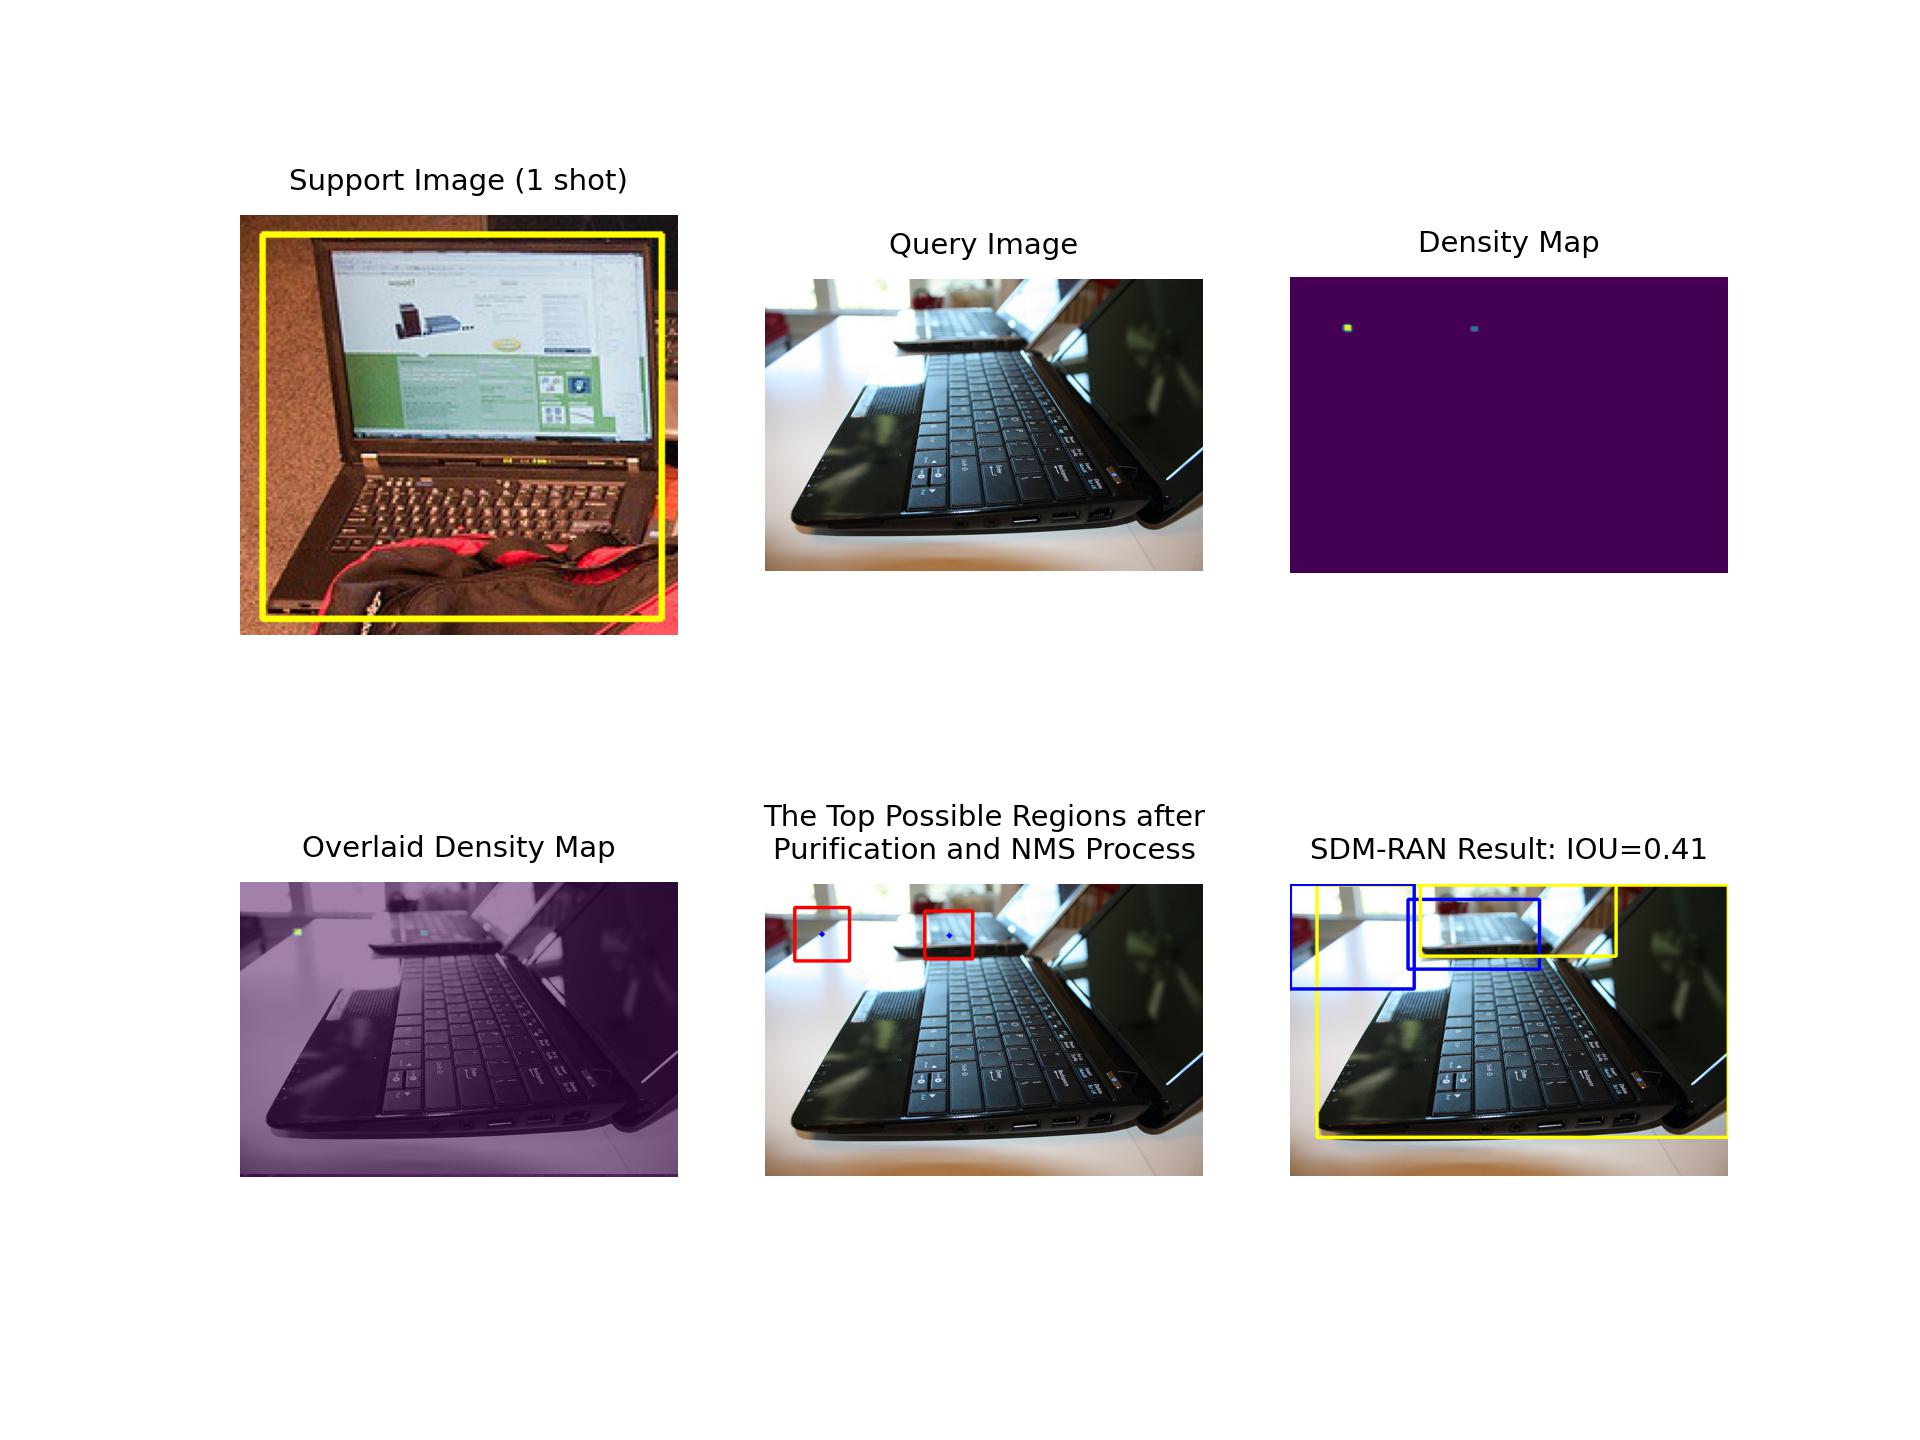 Support Image (1 shot)
Query Image
Density Map
woot!
Overlaid Density Map
The Top Possible Regions after
Purification and NMS Process
SDM-RAN Result: IOU=0.41